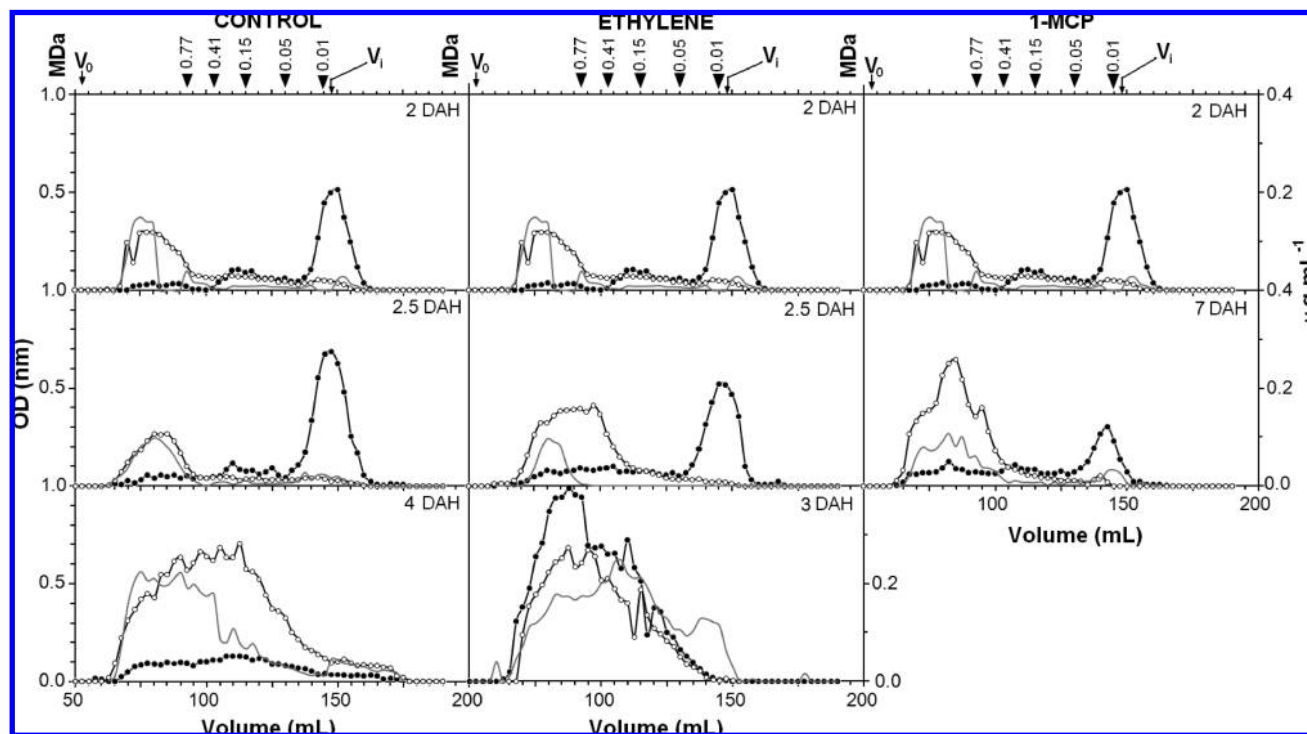 CONTROL ETHYLENE 1-MCP
MDa 0.77 0.41 0.15 0.05 0.01 MDa 0.77 0.41 0.15 0.05 0.01 MDa 0.77 0.41 0.15 0.05 0.01
V0 Vi V0 Vi V0 Vi
1.0 2 DAH 2 DAH 2 DAH 0.4
0.5 0.2
1.0 2.5 DAH 2.5 DAH 7 DAH 0.4
OD (nm)
0.5 0.2
1.0 4 DAH 3 DAH 0.0
100 150 200
Volume (mL)
0.5 0.2
0.0 0.0
50 100 150 200 100 150 200
Volume (mL) Volume (mL)